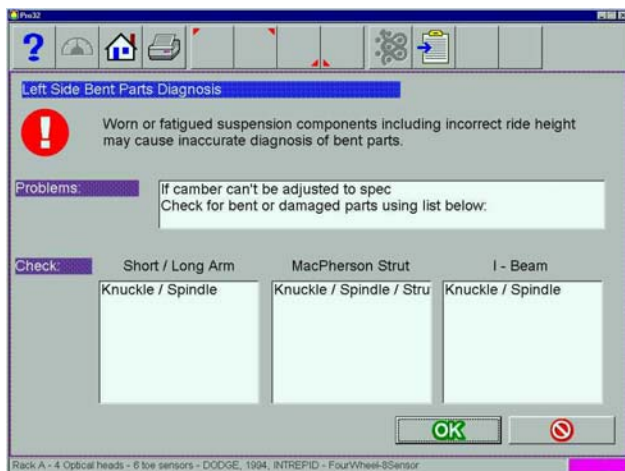 Pro32
Left Side Bent Parts Diagnosis
Worn or fatigued suspension components including incorrect ride height
may cause inaccurate diagnosis of bent parts.
Problems:
If camber can't be adjusted to spec
Check for bent or damaged parts using list below:
Check:
Short / Long Arm
MacPherson Strut
I - Beam
Knuckle / Spindle
Knuckle / Spindle / Stru
Knuckle / Spindle
OK
Rack A - 4 Optical heads - 6 toe sensors - DODGE, 1994, INTREPID - FourWheel-8Sensor